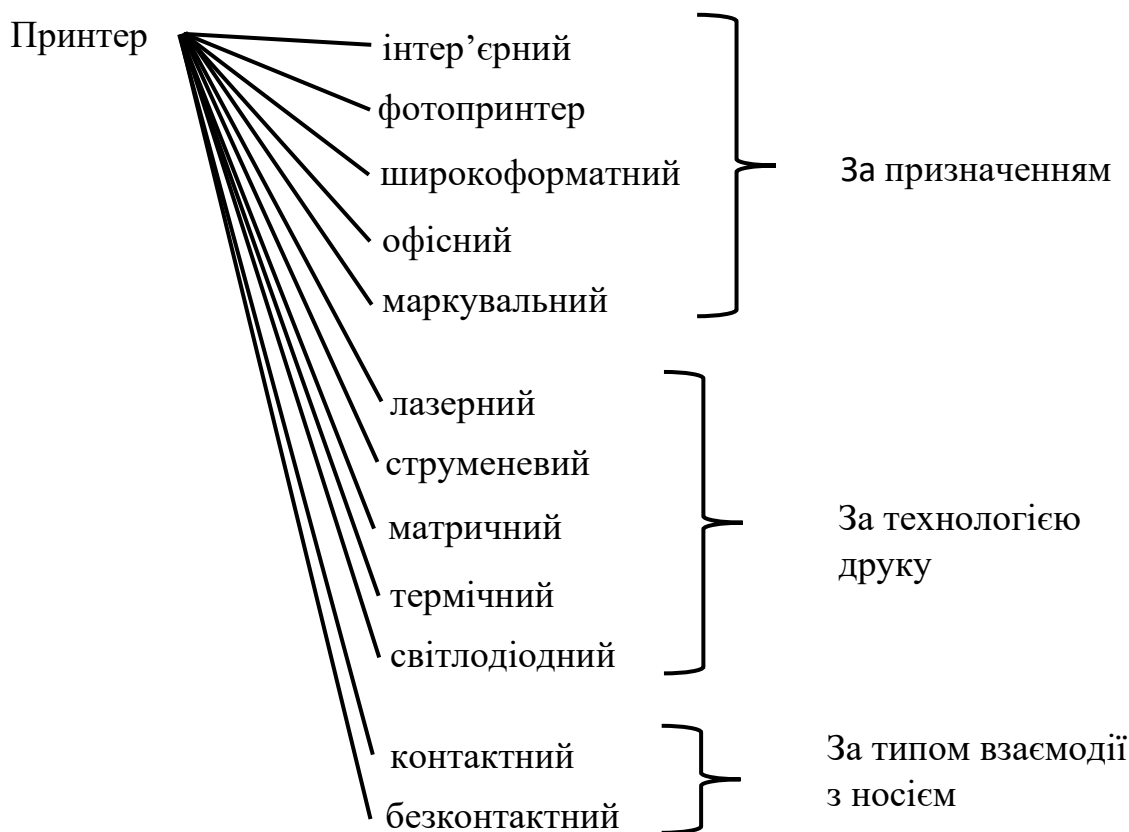 Принтер
інтер’єрний
фотопринтер
широкоформатний
офісний
маркувальний
За призначенням
лазерний
струменевий
матричний
термічний
світлодіодний
За технологією
друку
контактний
безконтактний
За типом взаємодії
з носієм